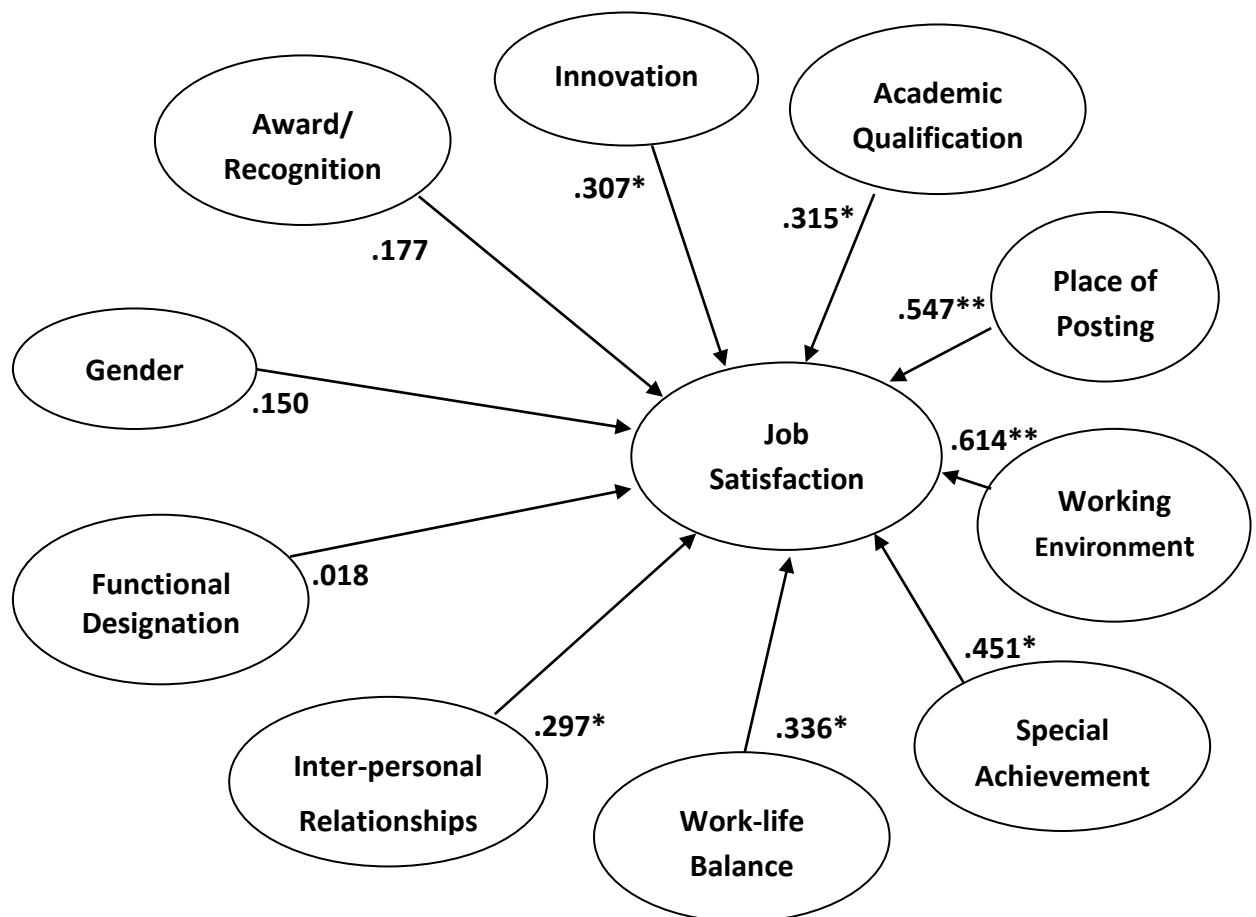 Innovation
Academic
Qualification
Award/
Recognition
.307*
.315*
.177
Place of
Posting
.547**
Gender
.150
Job
Satisfaction
.614**
Working
Environment
Functional
Designation
.018
.451*
Special
Achievement
.297*
Inter-personal
Relationships
.336*
Work-life
Balance